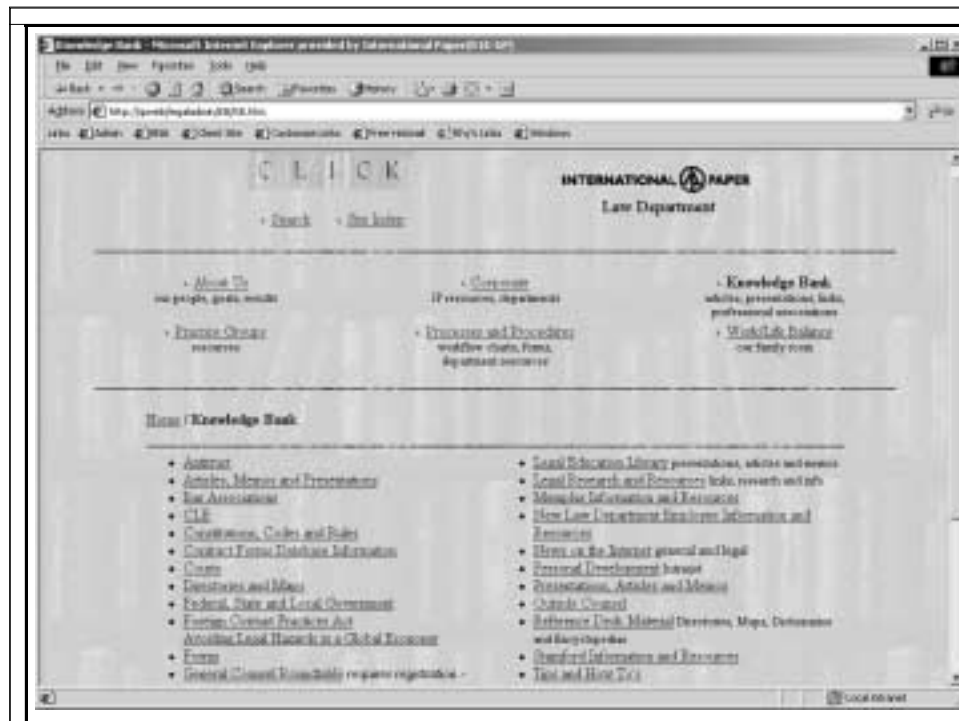 Knowledge Bank - Microsoft Internet Explorer provided by International Paper
File Edit View Favorites Tools Help
Back Search Favorites History
Address
Links
C L I C K
INTERNATIONAL PAPER
Law Department
Search Site Index
About Us
our people, goals, results
Corporate
IP resources, departments
Knowledge Bank
articles, presentations, links,
professional associations
Practice Groups
resources
Processes and Procedures
workflow charts, forms,
department resources
Work/Life Balance
our family room
Home / Knowledge Bank
Antitrust
Articles, Memos and Presentations
Bar Associations
CLE
Constitutions, Codes and Rules
Contract Forms Database Information
Courts
Directories and Maps
Federal, State and Local Government
Foreign Corrupt Practices Act
Avoiding Legal Hazards in a Global Economy
Forms
General Counsel Roundtable requires registration -
Legal Education Library presentations, articles and memos
Legal Research and Resources links, research and info
Memphis Information and Resources
New Law Department Employee Information and
Resources
News on the Internet general and legal
Personal Development
Presentations, Articles and Memos
Outside Counsel
Reference Desk Material Directories, Maps, Dictionaries
and Encyclopedias
Stamford Information and Resources
Tips and How To's
Local intranet